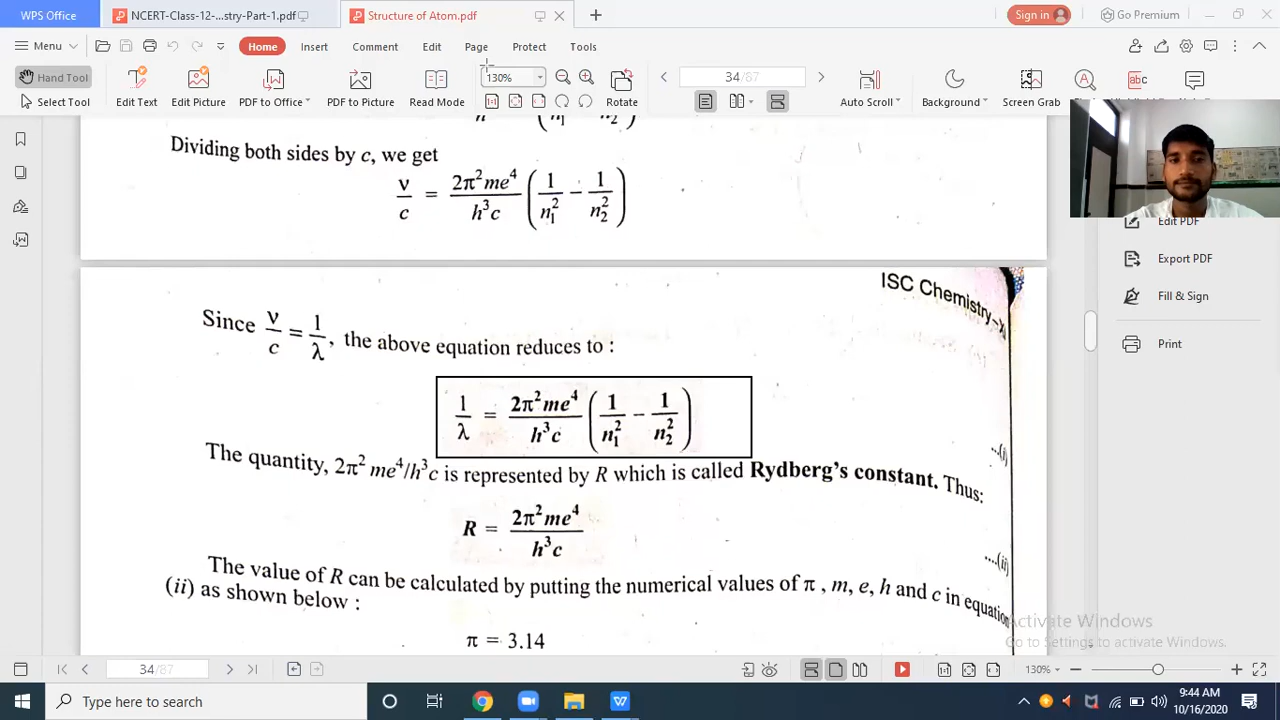 WPS Office
NCERT-Class-12-...stry-Part-1.pdf
Structure of Atom.pdf
Sign in
Go Premium
Menu
Home
Insert
Comment
Edit
Page
Protect
Tools
Hand Tool
Select Tool
Edit Text
Edit Picture
PDF to Office
PDF to Picture
Read Mode
130%
Rotate
34/87
Auto Scroll
Background
Screen Grab
Dividing both sides by c, we get
ν/c = 2π²me⁴/h³c (1/n₁² − 1/n₂²)
Edit PDF
Export PDF
Fill & Sign
Print
ISC Chemistry-X
Since ν/c = 1/λ, the above equation reduces to :
1/λ = 2π²me⁴/h³c (1/n₁² − 1/n₂²)
...(i)
The quantity, 2π² me⁴/h³c is represented by R which is called Rydberg's constant. Thus:
R = 2π²me⁴/h³c
....(ii)
The value of R can be calculated by putting the numerical values of π , m, e, h and c in equation
(ii) as shown below :
π = 3.14
Activate Windows
Go to Settings to activate Windows.
34/87
130%
Type here to search
9:44 AM
10/16/2020